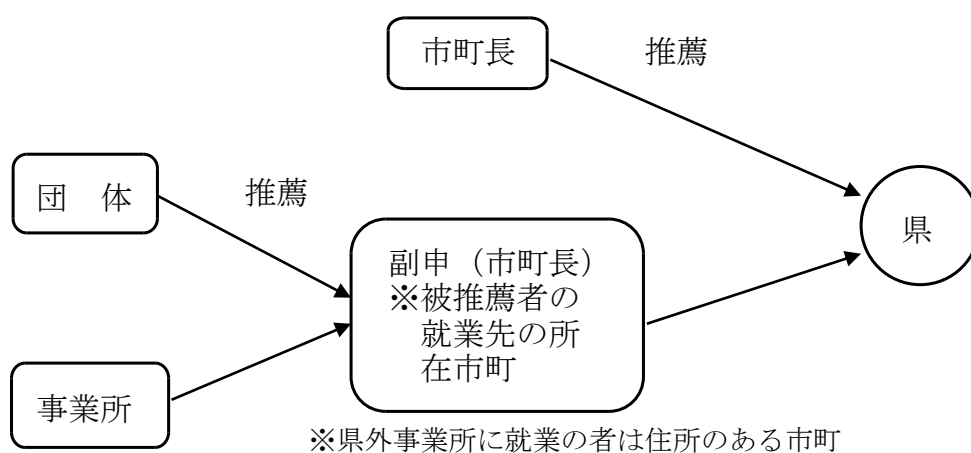 市町長
推薦
団　体
推薦
県
副申（市町長）
※被推薦者の
就業先の所
在市町
事業所
※県外事業所に就業の者は住所のある市町